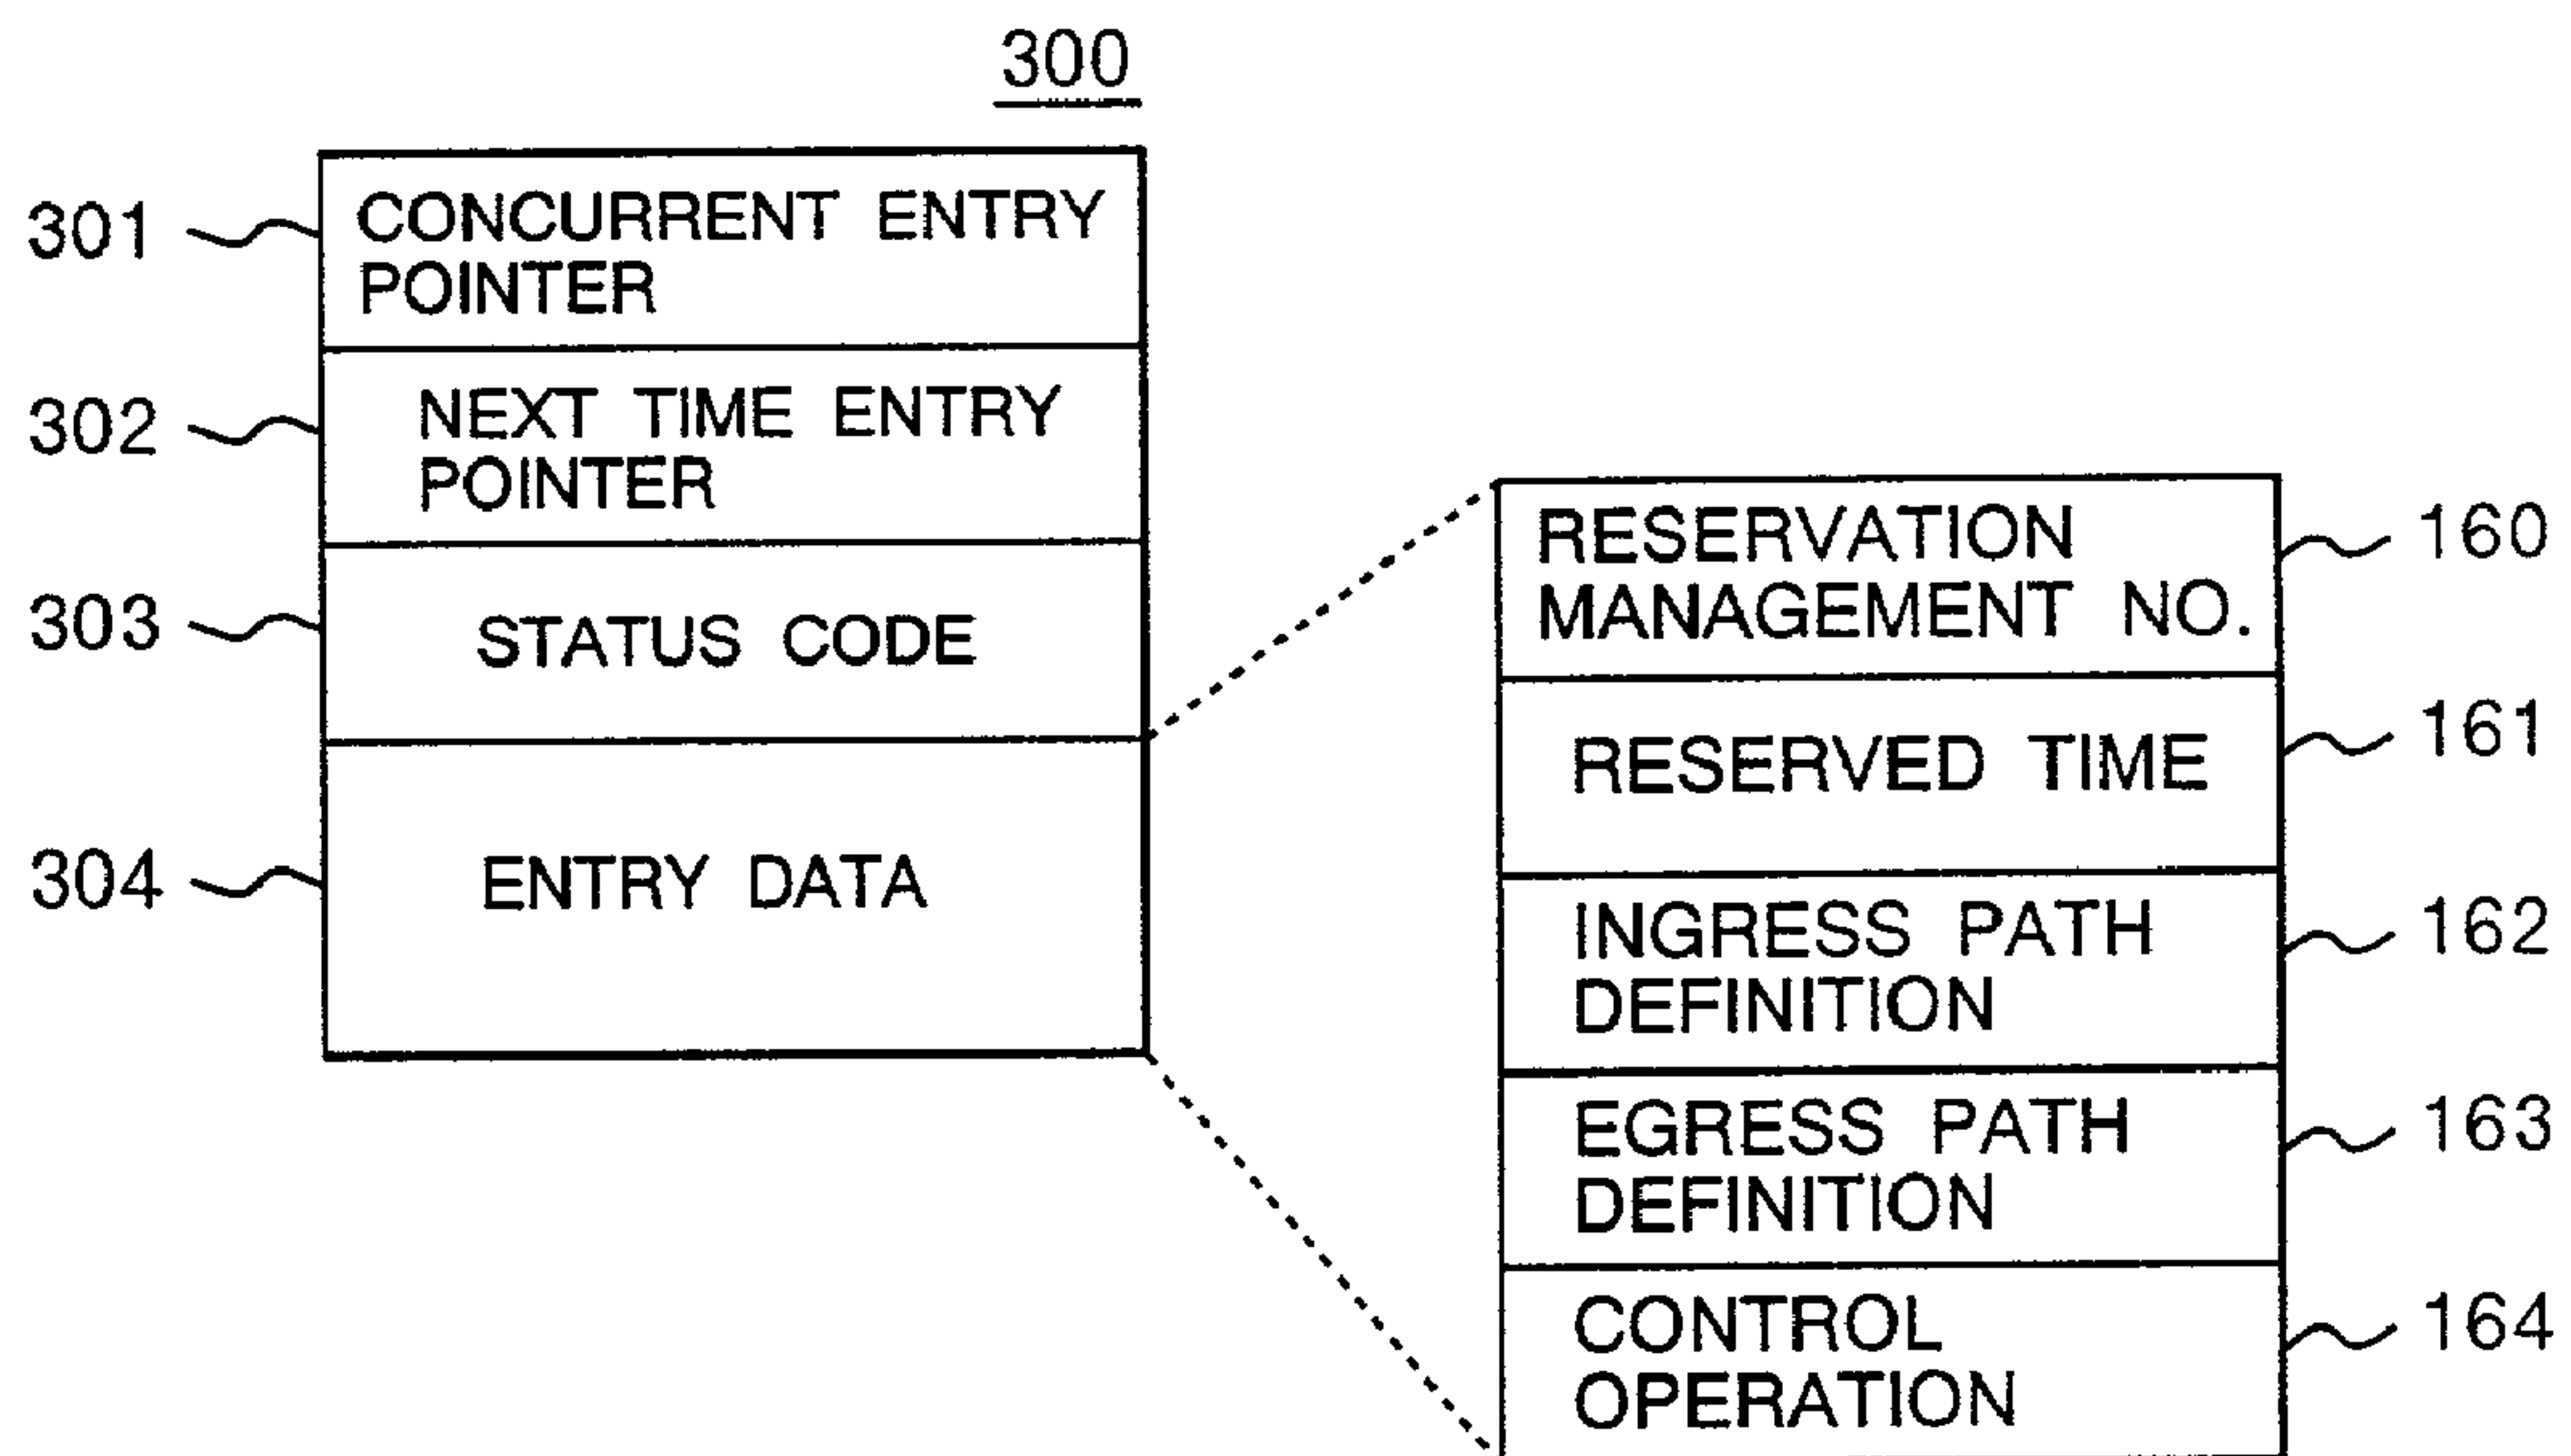 300
301
CONCURRENT ENTRY
POINTER
302
NEXT TIME ENTRY
POINTER
303
STATUS CODE
304
ENTRY DATA
RESERVATION
MANAGEMENT NO.
160
RESERVED TIME
161
INGRESS PATH
DEFINITION
162
EGRESS PATH
DEFINITION
163
CONTROL
OPERATION
164